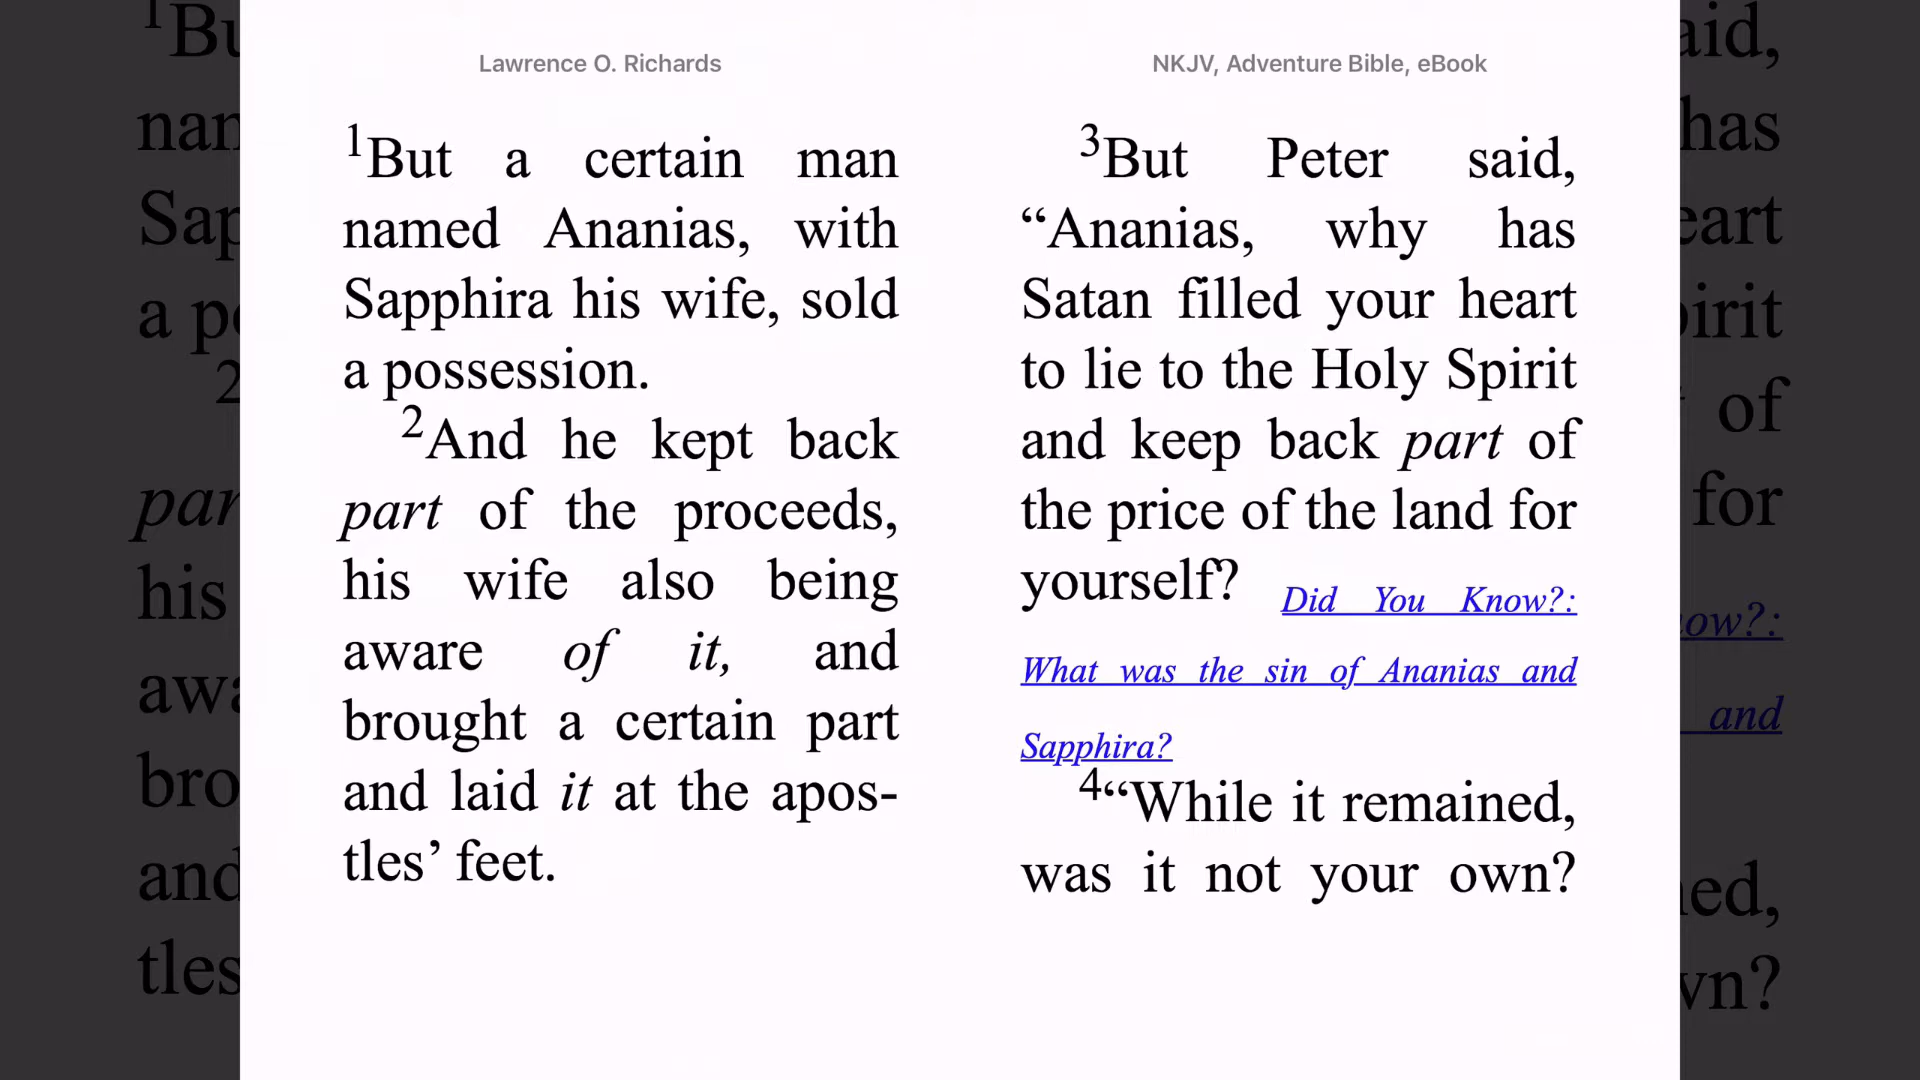 Lawrence O. Richards
¹But a certain man
named Ananias, with
Sapphira his wife, sold
a possession.
²And he kept back
part of the proceeds,
his wife also being
aware of it, and
brought a certain part
and laid it at the apos-
tles’ feet.
NKJV, Adventure Bible, eBook
³But Peter said,
“Ananias, why has
Satan filled your heart
to lie to the Holy Spirit
and keep back part of
the price of the land for
yourself? Did You Know?:
What was the sin of Ananias and
Sapphira?
⁴“While it remained,
was it not your own?